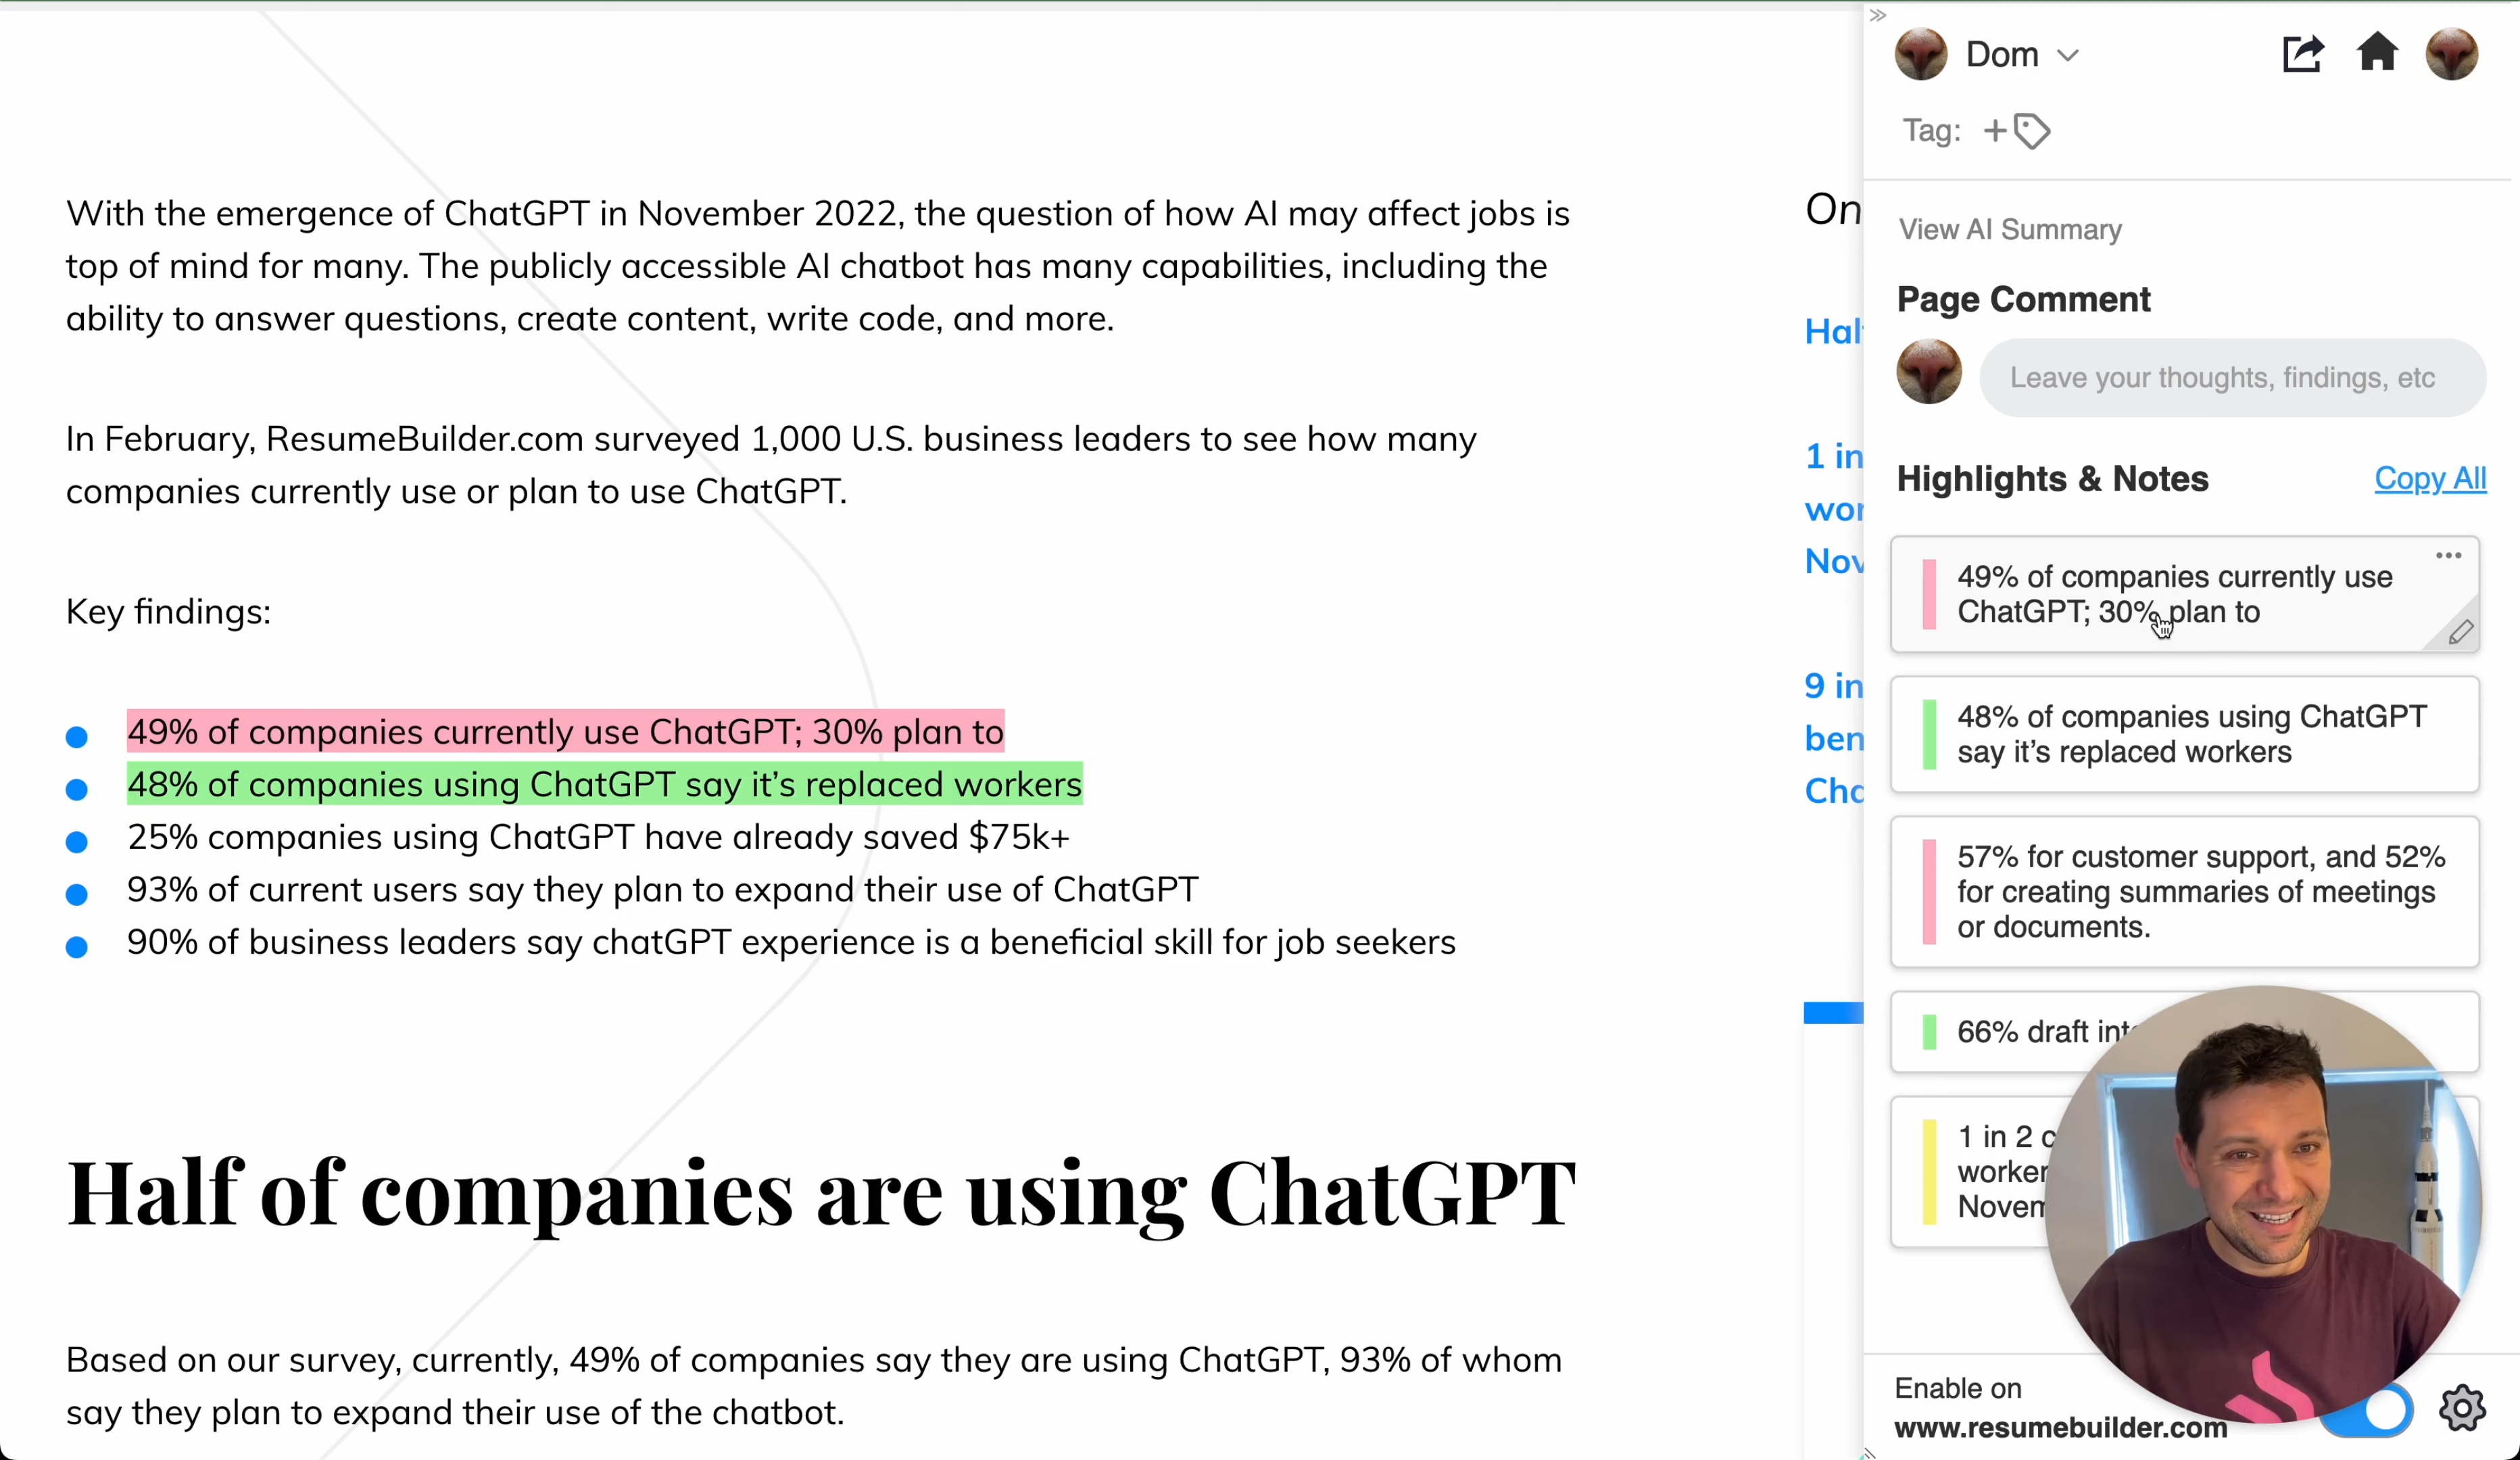 With the emergence of ChatGPT in November 2022, the question of how AI may affect jobs is
top of mind for many. The publicly accessible AI chatbot has many capabilities, including the
ability to answer questions, create content, write code, and more.
In February, ResumeBuilder.com surveyed 1,000 U.S. business leaders to see how many
companies currently use or plan to use ChatGPT.
Key findings:
49% of companies currently use ChatGPT; 30% plan to
48% of companies using ChatGPT say it’s replaced workers
25% companies using ChatGPT have already saved $75k+
93% of current users say they plan to expand their use of ChatGPT
90% of business leaders say chatGPT experience is a beneficial skill for job seekers
Half of companies are using ChatGPT
Based on our survey, currently, 49% of companies say they are using ChatGPT, 93% of whom
say they plan to expand their use of the chatbot.
On
1 in
9 in
Dom
Tag:
View AI Summary
Page Comment
Leave your thoughts, findings, etc
Highlights & Notes
Copy All
49% of companies currently use
ChatGPT; 30% plan to
48% of companies using ChatGPT
say it’s replaced workers
57% for customer support, and 52%
for creating summaries of meetings
or documents.
66% draft
1 in 2
Enable on
www.resumebuilder.com